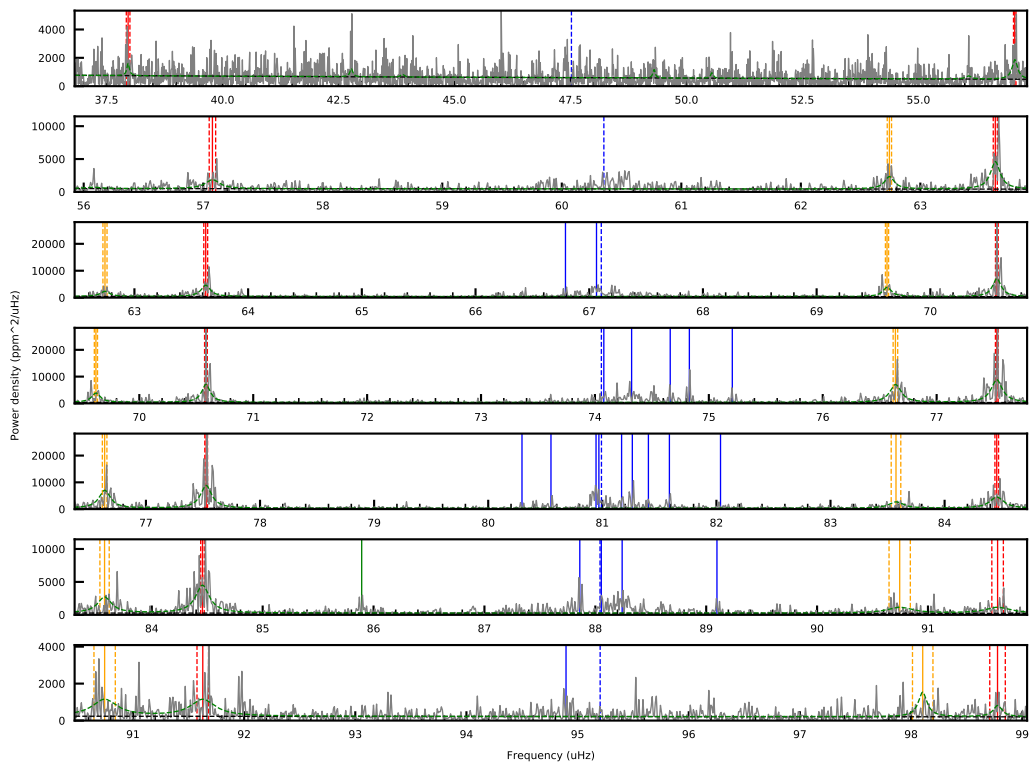 4000
2000
0
37.5 40.0 42.5 45.0 47.5 50.0 52.5 55.0
10000
5000
0
56 57 58 59 60 61 62 63
20000
10000
0
63 64 65 66 67 68 69 70
Power density (ppm^2/uHz)
20000
10000
0
70 71 72 73 74 75 76 77
20000
10000
0
77 78 79 80 81 82 83 84
10000
5000
0
84 85 86 87 88 89 90 91
4000
2000
0
91 92 93 94 95 96 97 98 99
Frequency (uHz)